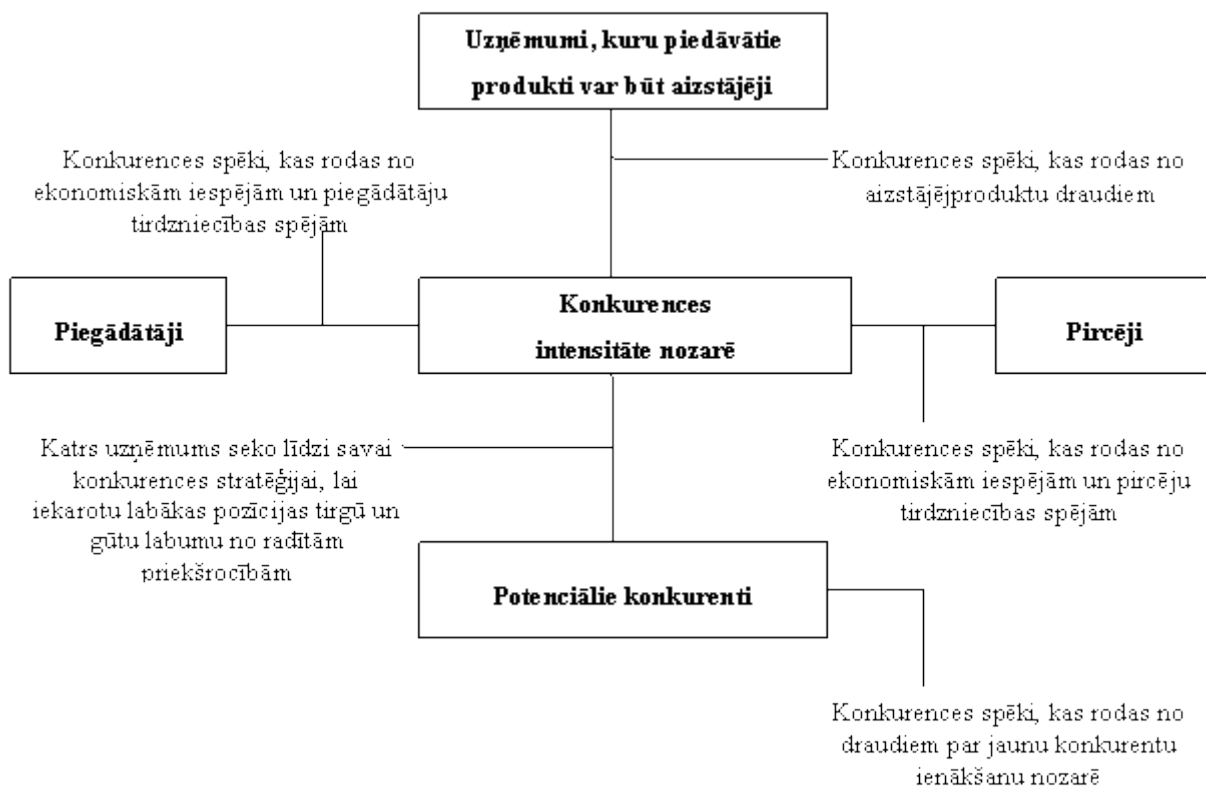 Uzņēmumi, kuru piedāvātie
produkti var būt aizstājēji
Konkurences spēki, kas rodas no
ekonomiskām iespējām un piegādātāju
tirdzniecības spējām
Konkurences spēki, kas rodas no
aizstājējproduktu draudiem
Piegādātāji
Konkurences
intensitāte nozarē
Pircēji
Katrs uzņēmums seko līdzi savai
konkurences stratēģijai, lai
iekarotu labākas pozīcijas tirgū un
gūtu labumu no radītām
priekšrocībām
Konkurences spēki, kas rodas no
ekonomiskām iespējām un pircēju
tirdzniecības spējām
Potenciālie konkurenti
Konkurences spēki, kas rodas no
draudiem par jaunu konkurentu
ienākšanu nozarē